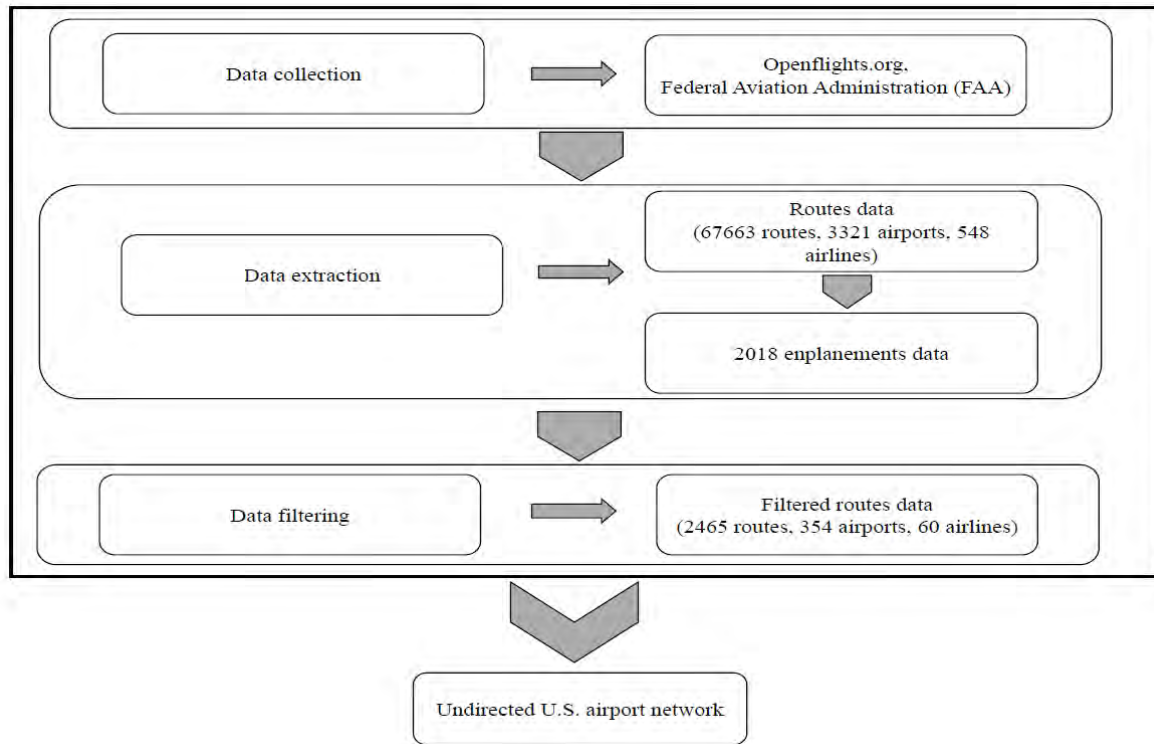 Data collection
Openflights.org,
Federal Aviation Administration (FAA)
Data extraction
Routes data
(67663 routes, 3321 airports, 548
airlines)
2018 enplanements data
Data filtering
Filtered routes data
(2465 routes, 354 airports, 60 airlines)
Undirected U.S. airport network